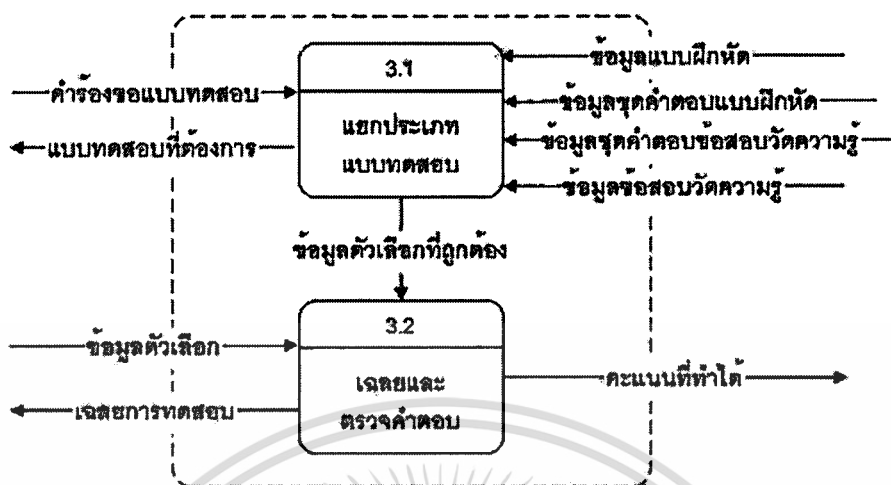 3.1
ข้อมูลแบบฝึกหัด
คำร้องขอแบบทดสอบ
ข้อมูลชุดคำตอบแบบฝึกหัด
แยกประเภท
แบบทดสอบ
แบบทดสอบที่ต้องการ
ข้อมูลชุดคำตอบข้อสอบวัดความรู้
ข้อมูลข้อสอบวัดความรู้
ข้อมูลตัวเลือกที่ถูกต้อง
3.2
ข้อมูลตัวเลือก
เฉลยและ
ตรวจคำตอบ
คะแนนที่ทำได้
เฉลยการทดสอบ